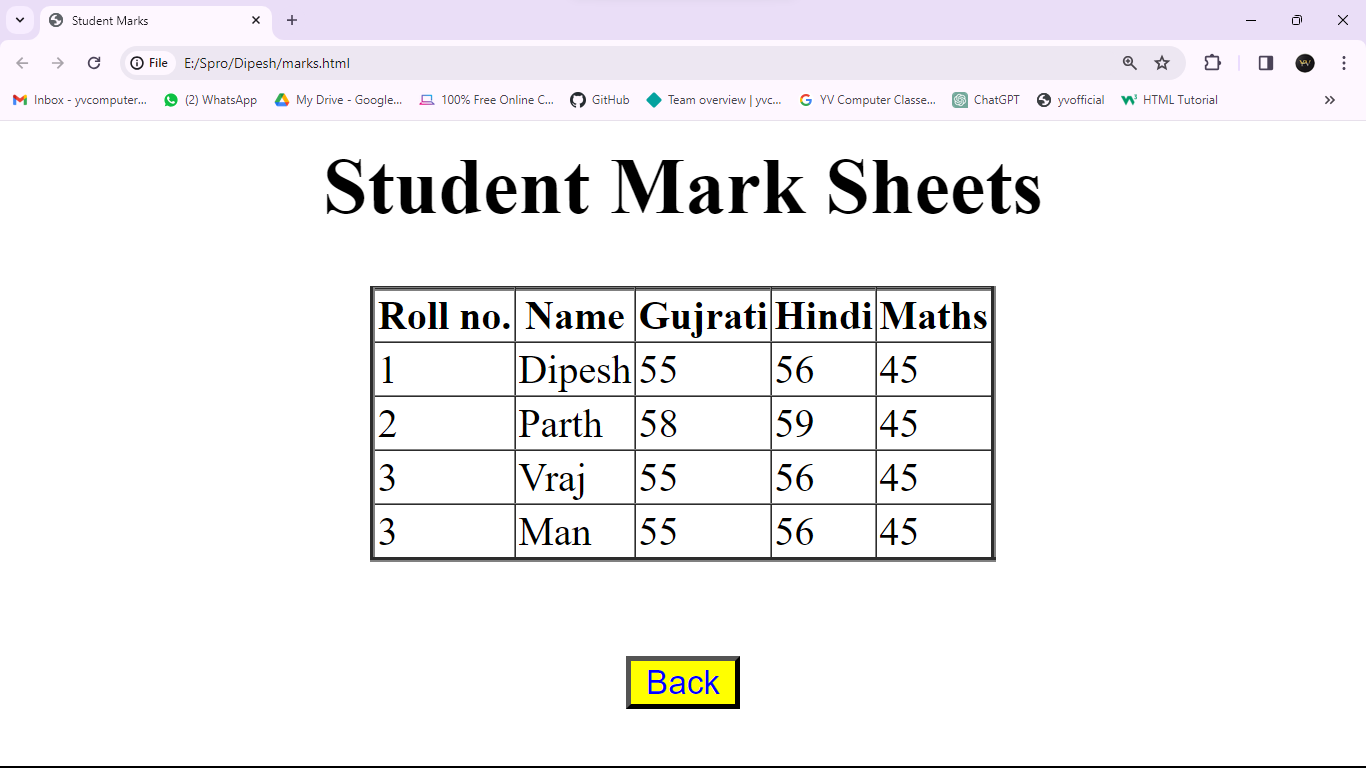 Student Marks
File E:/Spro/Dipesh/marks.html
Inbox - yvcomputer... (2) WhatsApp My Drive - Google... 100% Free Online C... GitHub Team overview | yvc... YV Computer Classe... ChatGPT yvofficial HTML Tutorial
Student Mark Sheets
Roll no. Name Gujrati Hindi Maths
1 Dipesh 55 56 45
2 Parth 58 59 45
3 Vraj 55 56 45
3 Man 55 56 45
Back